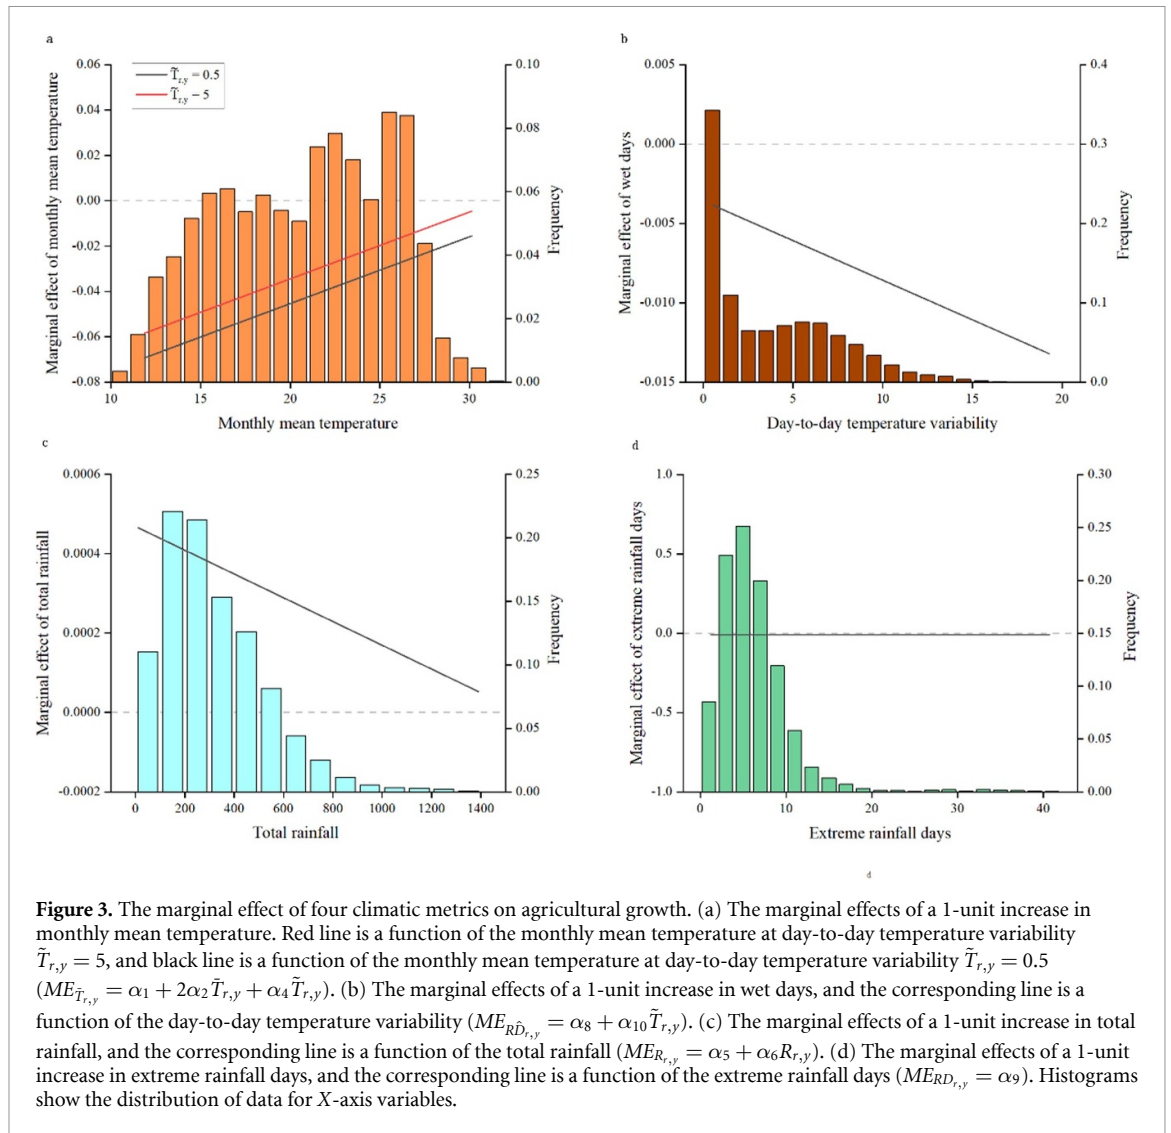 a
0.06
0.04
0.02
0.00
-0.02
-0.04
-0.06
-0.08
Marginal effect of monthly mean temperature
T̃r,y = 0.5
T̃r,y − 5
0.10
0.08
0.06
0.04
0.02
0.00
Frequency
10 15 20 25 30
Monthly mean temperature
b
0.005
0.000
-0.005
-0.010
-0.015
Marginal effect of wet days
0.4
0.3
0.2
0.1
0.0
Frequency
0 5 10 15 20
Day-to-day temperature variability
c
0.0006
0.0004
0.0002
0.0000
-0.0002
Marginal effect of total rainfall
0.25
0.20
0.15
0.10
0.05
0.00
Frequency
0 200 400 600 800 1000 1200 1400
Total rainfall
d
1.0
0.5
0.0
-0.5
-1.0
Marginal effect of extreme rainfall days
0.30
0.25
0.20
0.15
0.10
0.05
0.00
Frequency
0 10 20 30 40
Extreme rainfall days
d
Figure 3. The marginal effect of four climatic metrics on agricultural growth. (a) The marginal effects of a 1-unit increase in
monthly mean temperature. Red line is a function of the monthly mean temperature at day-to-day temperature variability
T̃r,y = 5, and black line is a function of the monthly mean temperature at day-to-day temperature variability T̃r,y = 0.5
(MET̄r,y = α1 + 2α2T̄r,y + α4T̃r,y). (b) The marginal effects of a 1-unit increase in wet days, and the corresponding line is a
function of the day-to-day temperature variability (MERD̂r,y = α8 + α10T̃r,y). (c) The marginal effects of a 1-unit increase in total
rainfall, and the corresponding line is a function of the total rainfall (MERr,y = α5 + α6Rr,y). (d) The marginal effects of a 1-unit
increase in extreme rainfall days, and the corresponding line is a function of the extreme rainfall days (MERDr,y = α9). Histograms
show the distribution of data for X-axis variables.